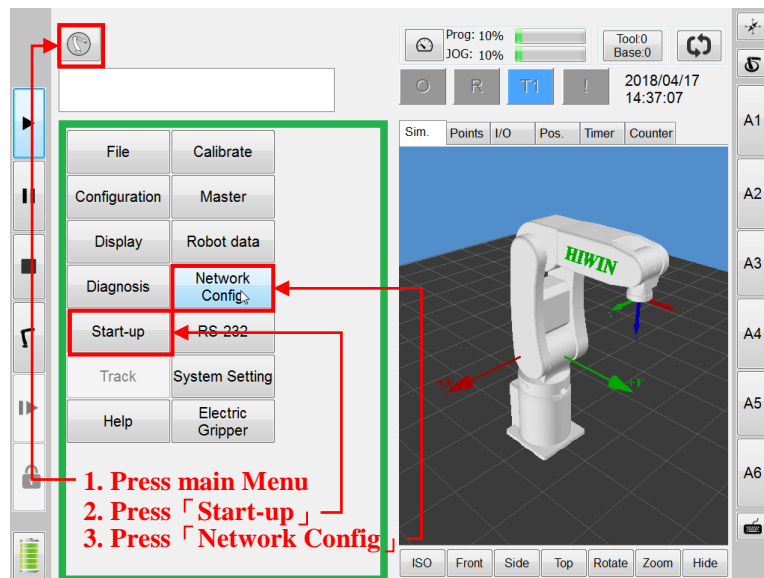 Prog: 10%
JOG: 10%
Tool:0
Base:0
O
R
T1
!
2018/04/17
14:37:07
Sim.
Points
I/O
Pos.
Timer
Counter
File
Calibrate
Configuration
Master
Display
Robot data
Diagnosis
Network
Config
Start-up
RS-232
Track
System Setting
Help
Electric
Gripper
1. Press main Menu
2. Press「Start-up」
3. Press「Network Config」
HIWIN
+X
+Y
ISO
Front
Side
Top
Rotate
Zoom
Hide
A1
A2
A3
A4
A5
A6